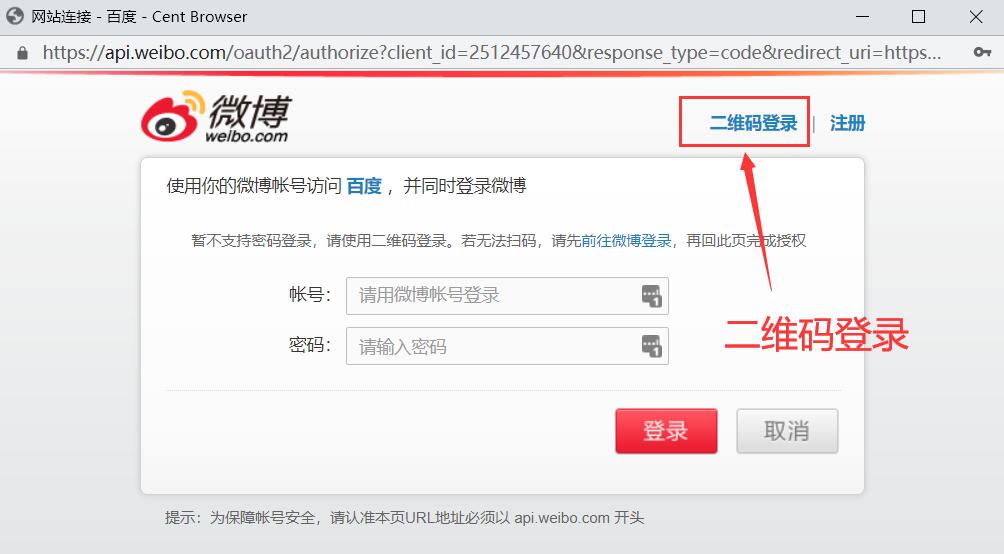 网站连接 - 百度 - Cent Browser
https://api.weibo.com/oauth2/authorize?client_id=2512457640&response_type=code&redirect_uri=https...
微博
weibo.com
二维码登录 | 注册
使用你的微博帐号访问 百度 ，并同时登录微博
暂不支持密码登录，请使用二维码登录。若无法扫码，请先前往微博登录，再回此页完成授权
帐号： 请用微博帐号登录
密码： 请输入密码
二维码登录
登录 取消
提示：为保障帐号安全，请认准本页URL地址必须以 api.weibo.com 开头